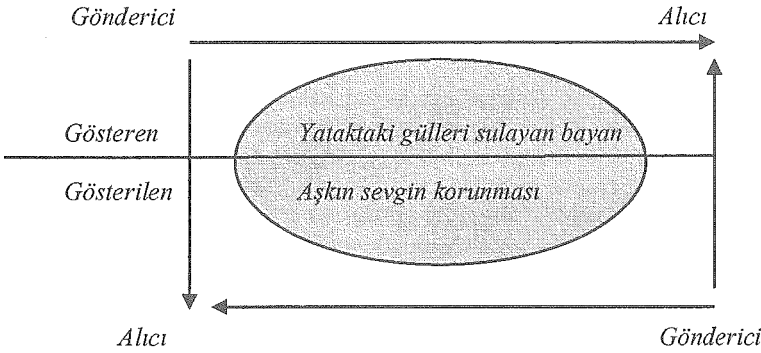 Gönderici Alıcı
Gösteren Yataktaki gülleri sulayan bayan
Gösterilen Aşkın sevgin korunması
Alıcı Gönderici